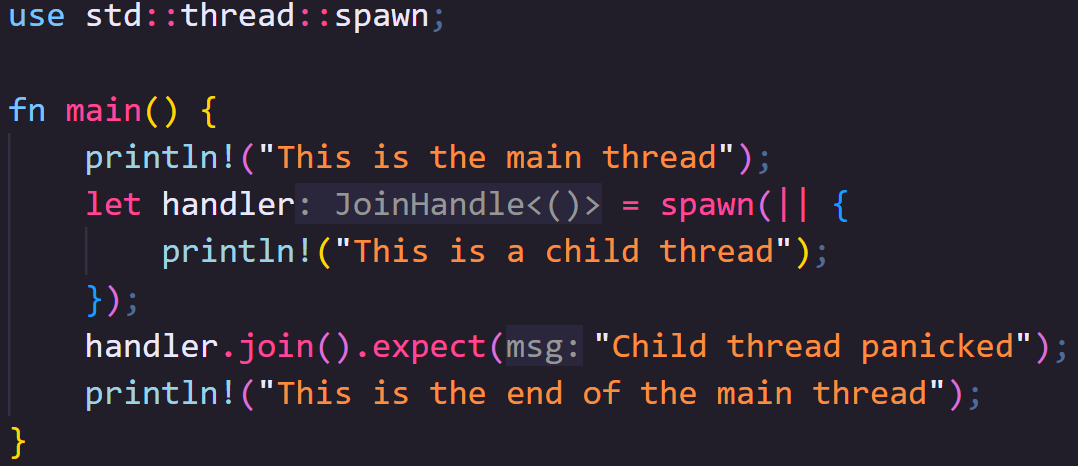 use std::thread::spawn;
fn main() {
println!("This is the main thread");
let handler: JoinHandle<()> = spawn(|| {
println!("This is a child thread");
});
handler.join().expect(msg: "Child thread panicked");
println!("This is the end of the main thread");
}